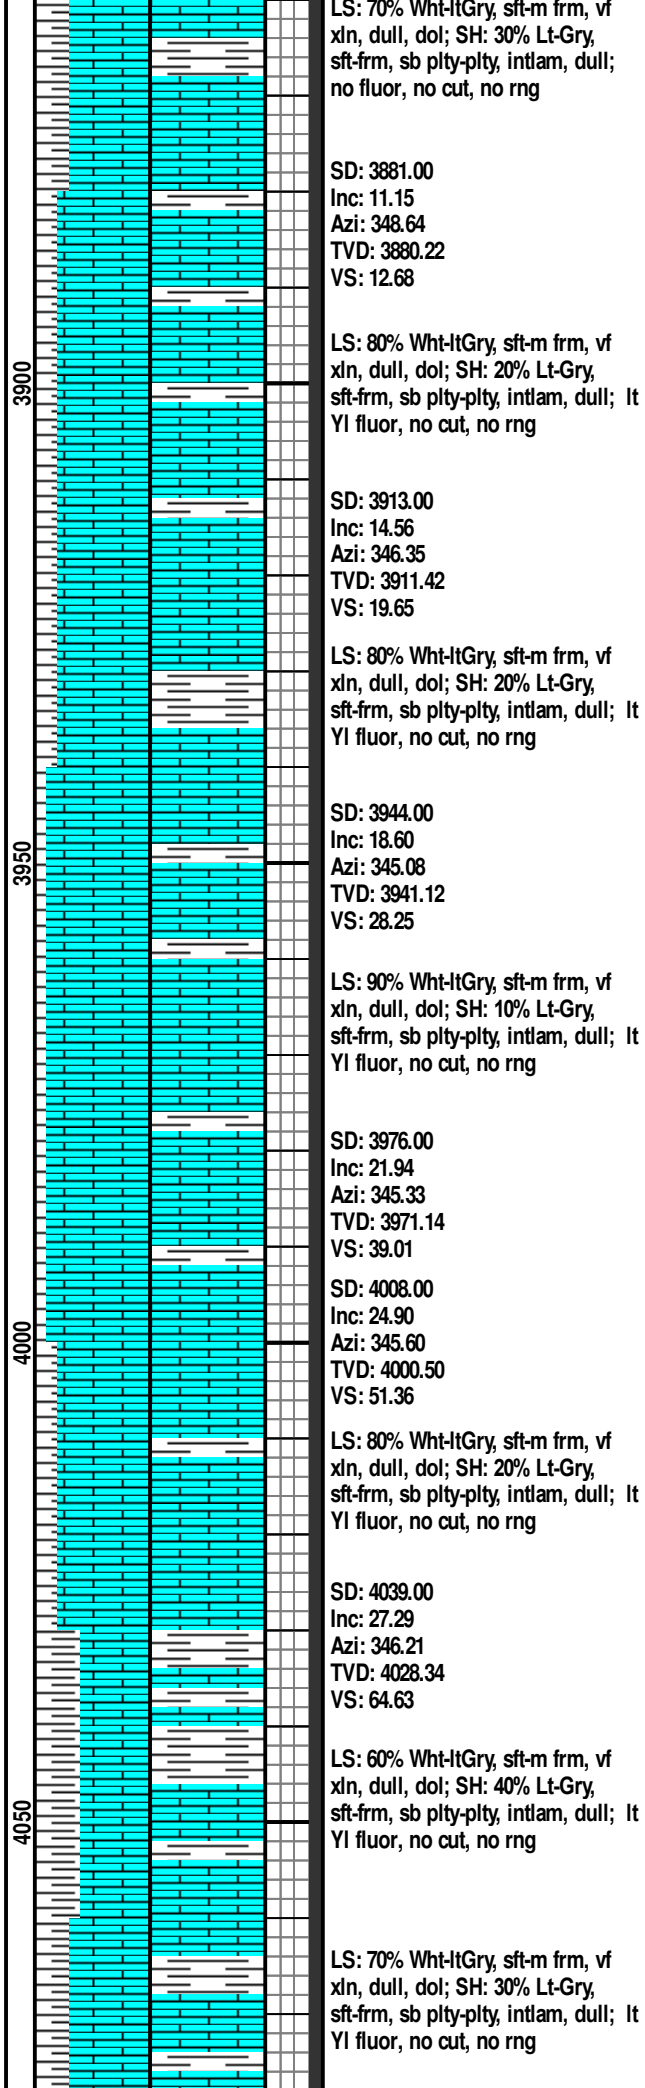 LS: 70% Wht-ltGry, sft-m frm, vf
xln, dull, dol; SH: 30% Lt-Gry,
sft-frm, sb plty-plty, intlam, dull;
no fluor, no cut, no rng
SD: 3881.00
Inc: 11.15
Azi: 348.64
TVD: 3880.22
VS: 12.68
LS: 80% Wht-ltGry, sft-m frm, vf
xln, dull, dol; SH: 20% Lt-Gry,
sft-frm, sb plty-plty, intlam, dull; lt
Yl fluor, no cut, no rng
3900
SD: 3913.00
Inc: 14.56
Azi: 346.35
TVD: 3911.42
VS: 19.65
LS: 80% Wht-ltGry, sft-m frm, vf
xln, dull, dol; SH: 20% Lt-Gry,
sft-frm, sb plty-plty, intlam, dull; lt
Yl fluor, no cut, no rng
SD: 3944.00
Inc: 18.60
Azi: 345.08
TVD: 3941.12
VS: 28.25
3950
LS: 90% Wht-ltGry, sft-m frm, vf
xln, dull, dol; SH: 10% Lt-Gry,
sft-frm, sb plty-plty, intlam, dull; lt
Yl fluor, no cut, no rng
SD: 3976.00
Inc: 21.94
Azi: 345.33
TVD: 3971.14
VS: 39.01
SD: 4008.00
Inc: 24.90
Azi: 345.60
TVD: 4000.50
VS: 51.36
4000
LS: 80% Wht-ltGry, sft-m frm, vf
xln, dull, dol; SH: 20% Lt-Gry,
sft-frm, sb plty-plty, intlam, dull; lt
Yl fluor, no cut, no rng
SD: 4039.00
Inc: 27.29
Azi: 346.21
TVD: 4028.34
VS: 64.63
LS: 60% Wht-ltGry, sft-m frm, vf
xln, dull, dol; SH: 40% Lt-Gry,
sft-frm, sb plty-plty, intlam, dull; lt
Yl fluor, no cut, no rng
4050
LS: 70% Wht-ltGry, sft-m frm, vf
xln, dull, dol; SH: 30% Lt-Gry,
sft-frm, sb plty-plty, intlam, dull; lt
Yl fluor, no cut, no rng